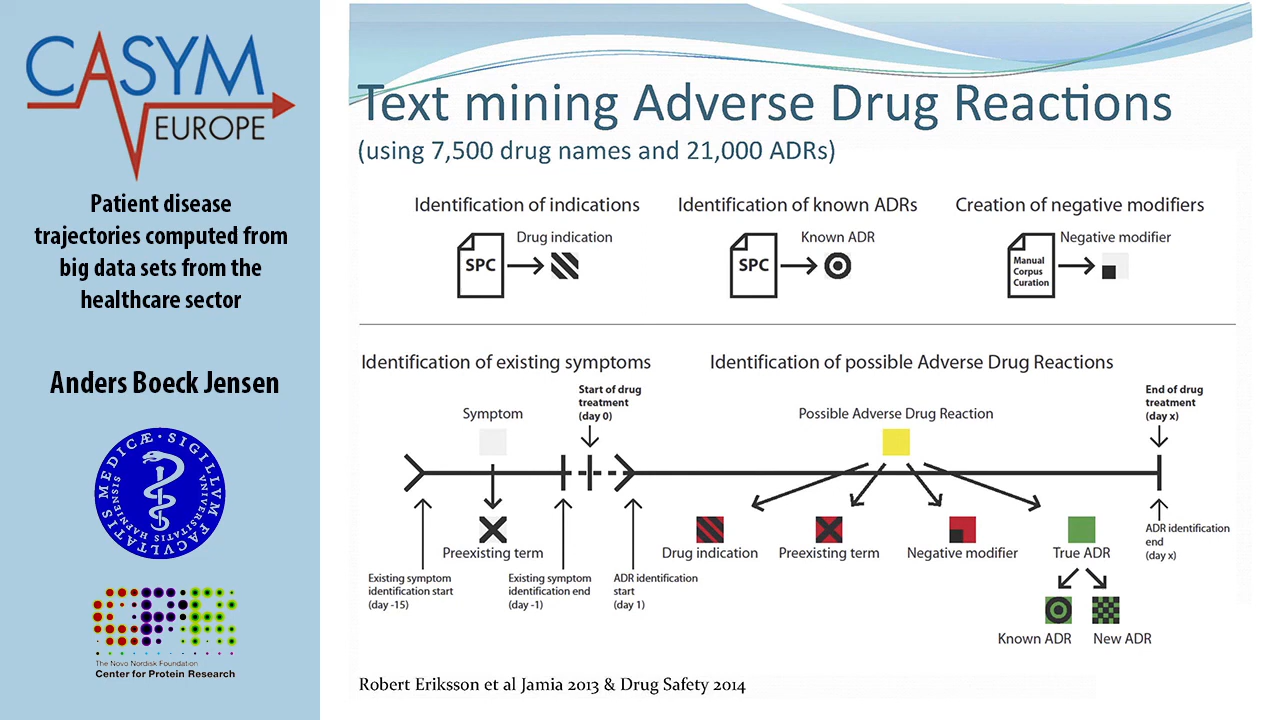 CASYM
EUROPE
Patient disease
trajectories computed from
big data sets from the
healthcare sector
Anders Boeck Jensen
MEDICÆ · SIGILLVM FACVLTATIS
VNIVERSITATIS HAFNIENSIS
CPR
The Novo Nordisk Foundation
Center for Protein Research
Text mining Adverse Drug Reactions
(using 7,500 drug names and 21,000 ADRs)
Identification of indications
Drug indication
SPC
Identification of known ADRs
Known ADR
SPC
Creation of negative modifiers
Negative modifier
Manual
Corpus
Curation
Identification of existing symptoms
Identification of possible Adverse Drug Reactions
Symptom
Start of drug
treatment
(day 0)
Possible Adverse Drug Reaction
End of drug
treatment
(day x)
Preexisting term
Drug indication
Preexisting term
Negative modifier
True ADR
ADR identification
end
(day x)
Existing symptom
identification start
(day -15)
Existing symptom
identification end
(day -1)
ADR identification
start
(day 1)
Known ADR
New ADR
Robert Eriksson et al Jamia 2013 & Drug Safety 2014